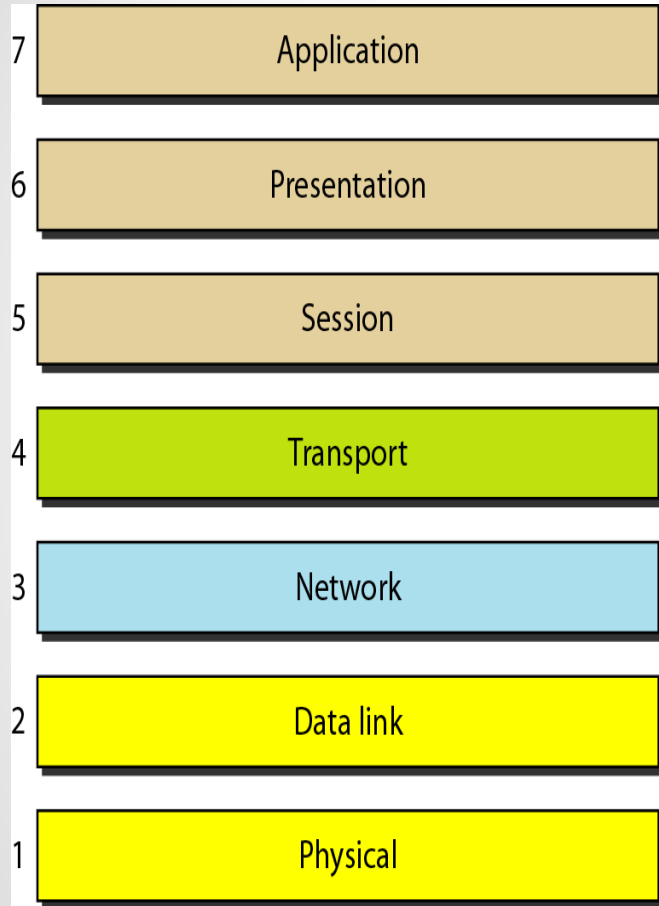 7 Application
6 Presentation
5 Session
4 Transport
3 Network
2 Data link
1 Physical